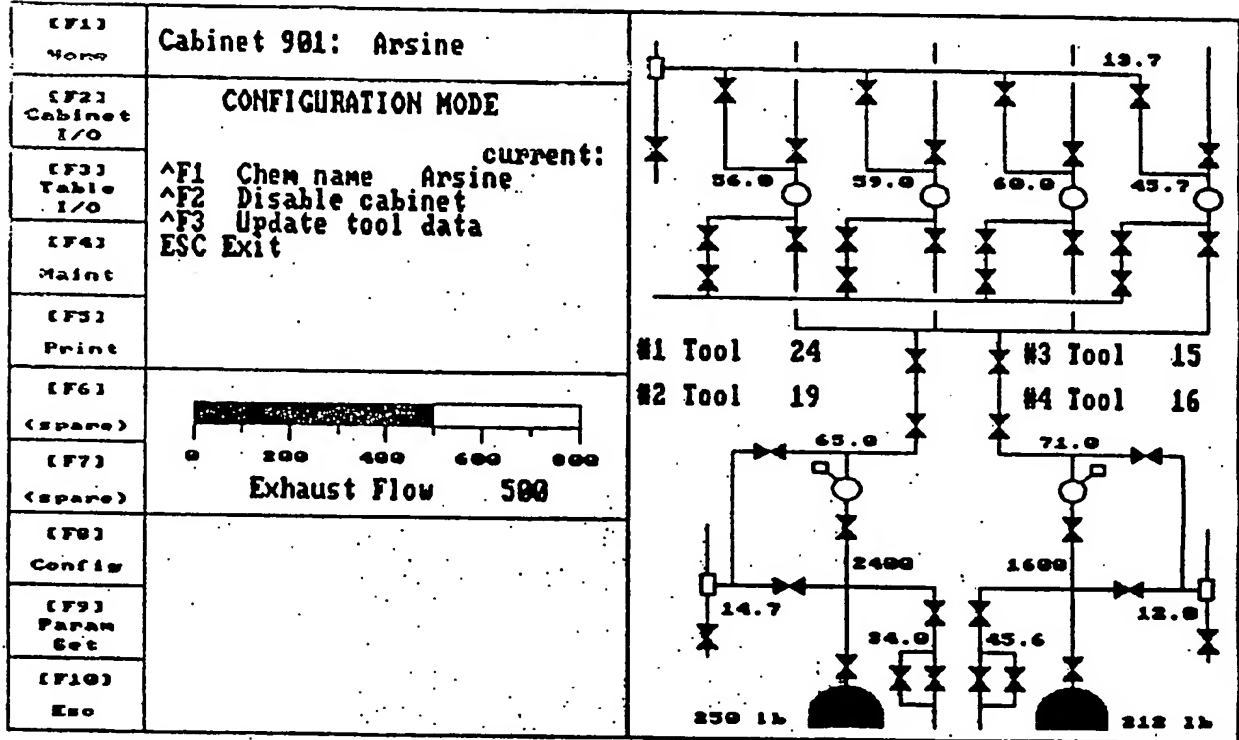 [F1]
Home
[F2]
Cabinet
I/O
[F3]
Table
I/O
[F4]
Maint
[F5]
Print
[F6]
(spare)
[F7]
(spare)
[F8]
Config
[F9]
Param
Set
[F10]
Esc
Cabinet 901: Arsine
CONFIGURATION MODE
current:
^F1 Chem name Arsine
^F2 Disable cabinet
^F3 Update tool data
ESC Exit
0 200 400 600 800
Exhaust Flow 500
13.7
56.0 59.0 60.0 45.7
#1 Tool 24 #3 Tool 15
#2 Tool 19 #4 Tool 16
65.0 71.0
2400 1600
14.7 12.8
34.0 45.6
250 lb 212 lb